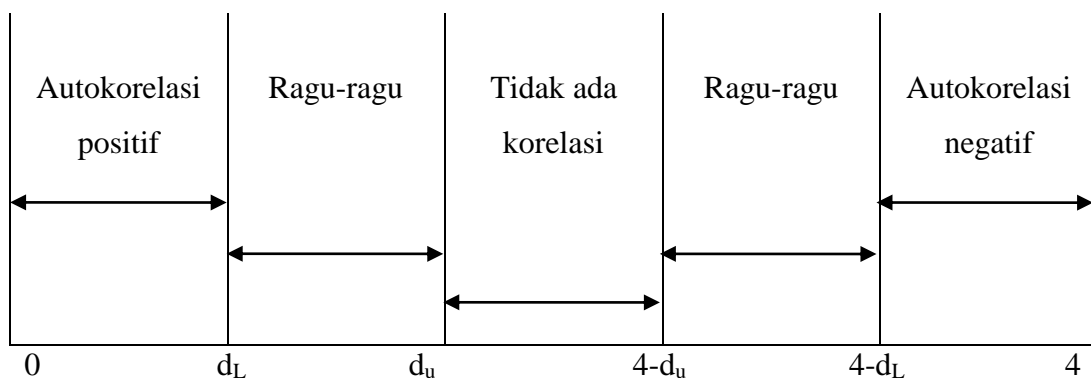 Autokorelasi
positif
Ragu-ragu
Tidak ada
korelasi
Ragu-ragu
Autokorelasi
negatif
0 dL du 4-du 4-dL 4